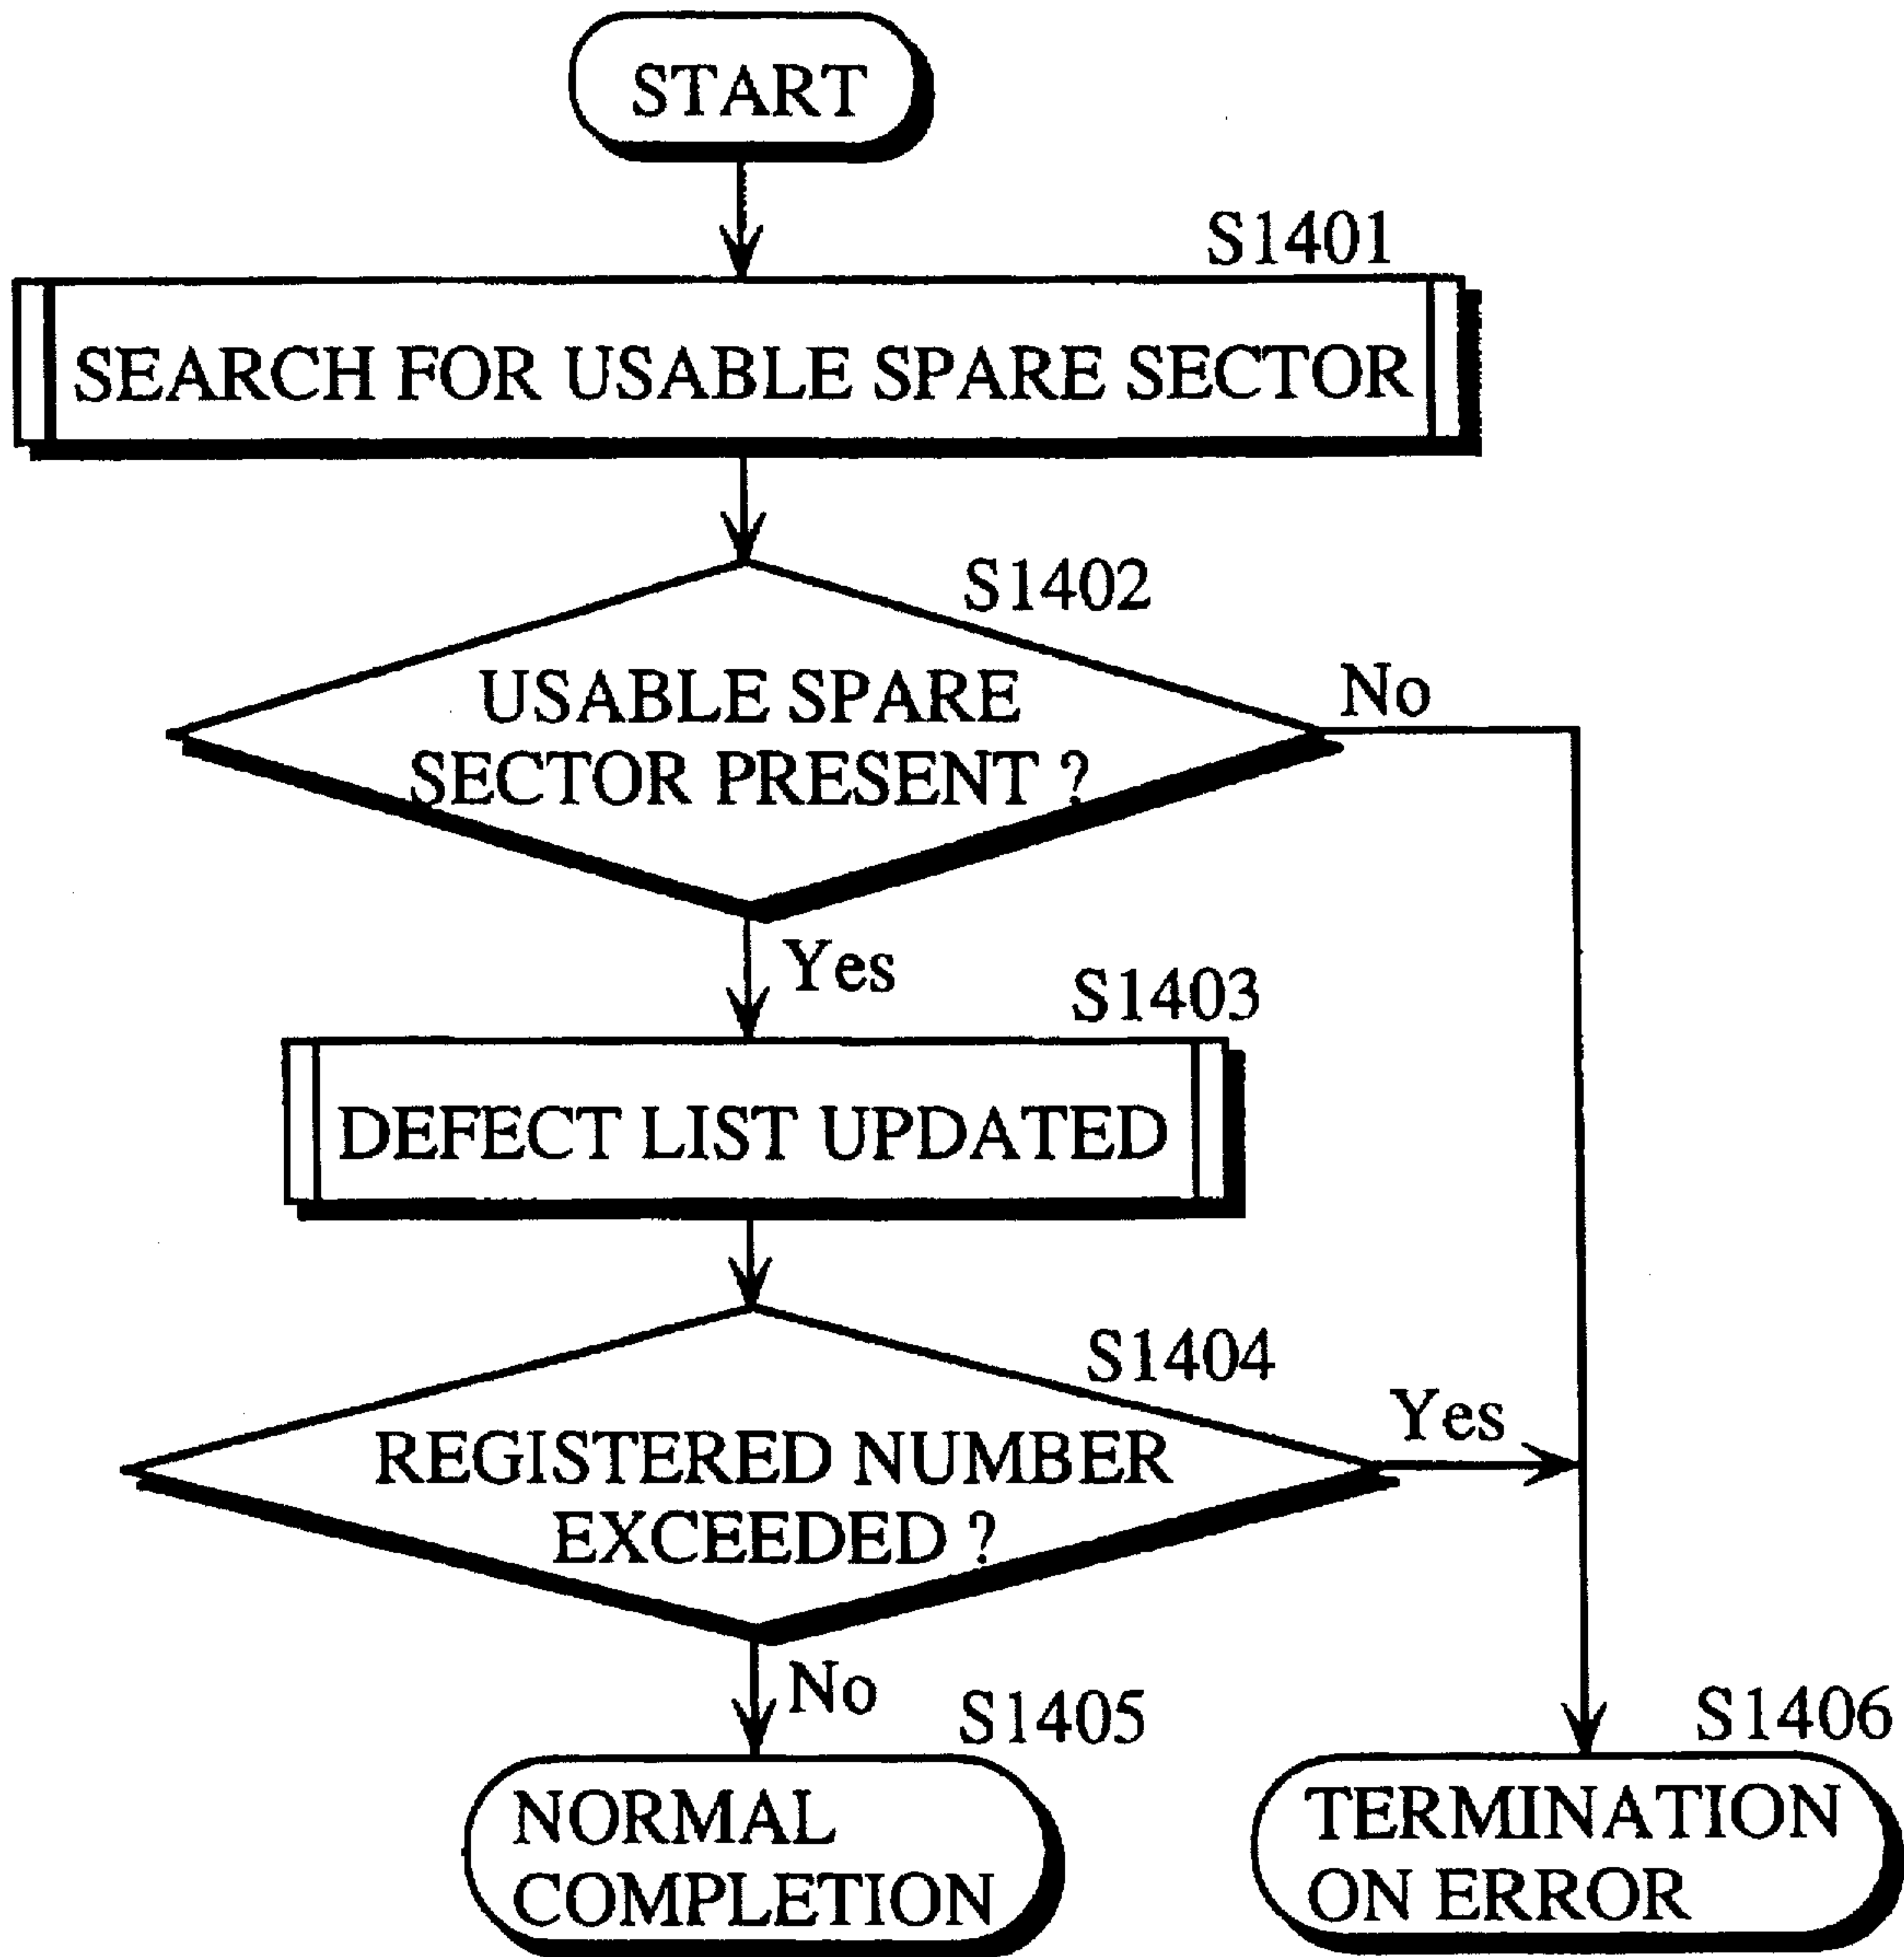 START
S1401
SEARCH FOR USABLE SPARE SECTOR
S1402
USABLE SPARE
SECTOR PRESENT ?
No
Yes
S1403
DEFECT LIST UPDATED
S1404
REGISTERED NUMBER
EXCEEDED ?
Yes
No
S1405
NORMAL
COMPLETION
S1406
TERMINATION
ON ERROR